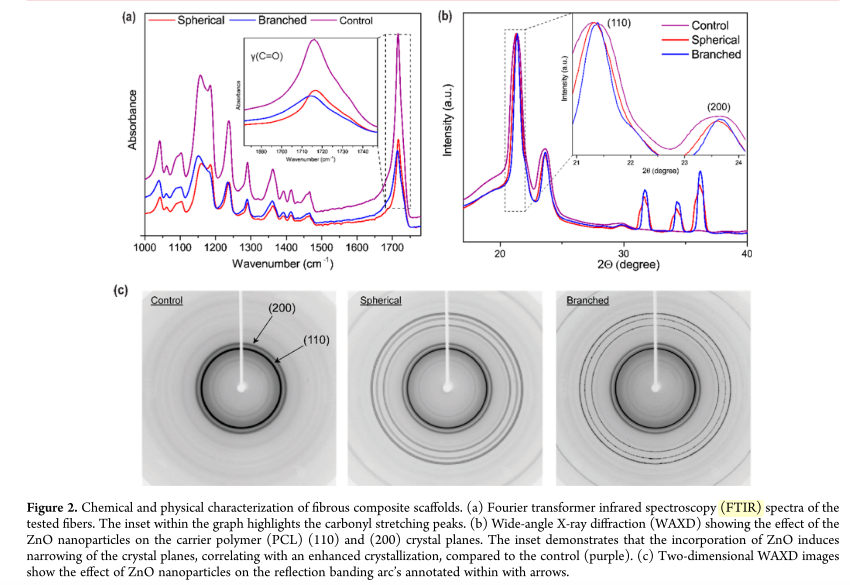 (a)
Spherical Branched Control
γ(C=O)
Absorbance
1680 1690 1700 1710 1720 1730 1740
Wavenumber (cm⁻¹)
Absorbance
1000 1100 1200 1300 1400 1500 1600 1700
Wavenumber (cm⁻¹)
(b)
Control
Spherical
Branched
(110)
(200)
Intensity (a.u.)
21 22 23 24
2θ (degree)
Intensity (a.u.)
20 30 40
2Θ (degree)
(c)
Control
(200)
(110)
Spherical
Branched
Figure 2. Chemical and physical characterization of fibrous composite scaffolds. (a) Fourier transformer infrared spectroscopy (FTIR) spectra of the
tested fibers. The inset within the graph highlights the carbonyl stretching peaks. (b) Wide-angle X-ray diffraction (WAXD) showing the effect of the
ZnO nanoparticles on the carrier polymer (PCL) (110) and (200) crystal planes. The inset demonstrates that the incorporation of ZnO induces
narrowing of the crystal planes, correlating with an enhanced crystallization, compared to the control (purple). (c) Two-dimensional WAXD images
show the effect of ZnO nanoparticles on the reflection banding arc's annotated within with arrows.